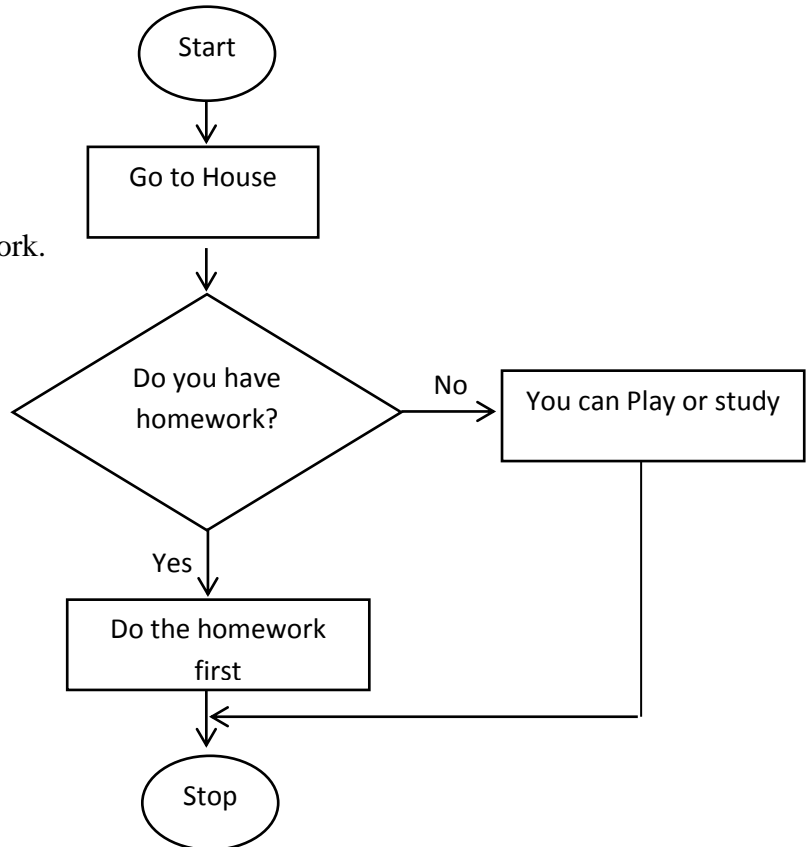 Start
Go to House
ork.
Do you have
homework?
No
You can Play or study
Yes
Do the homework
first
Stop